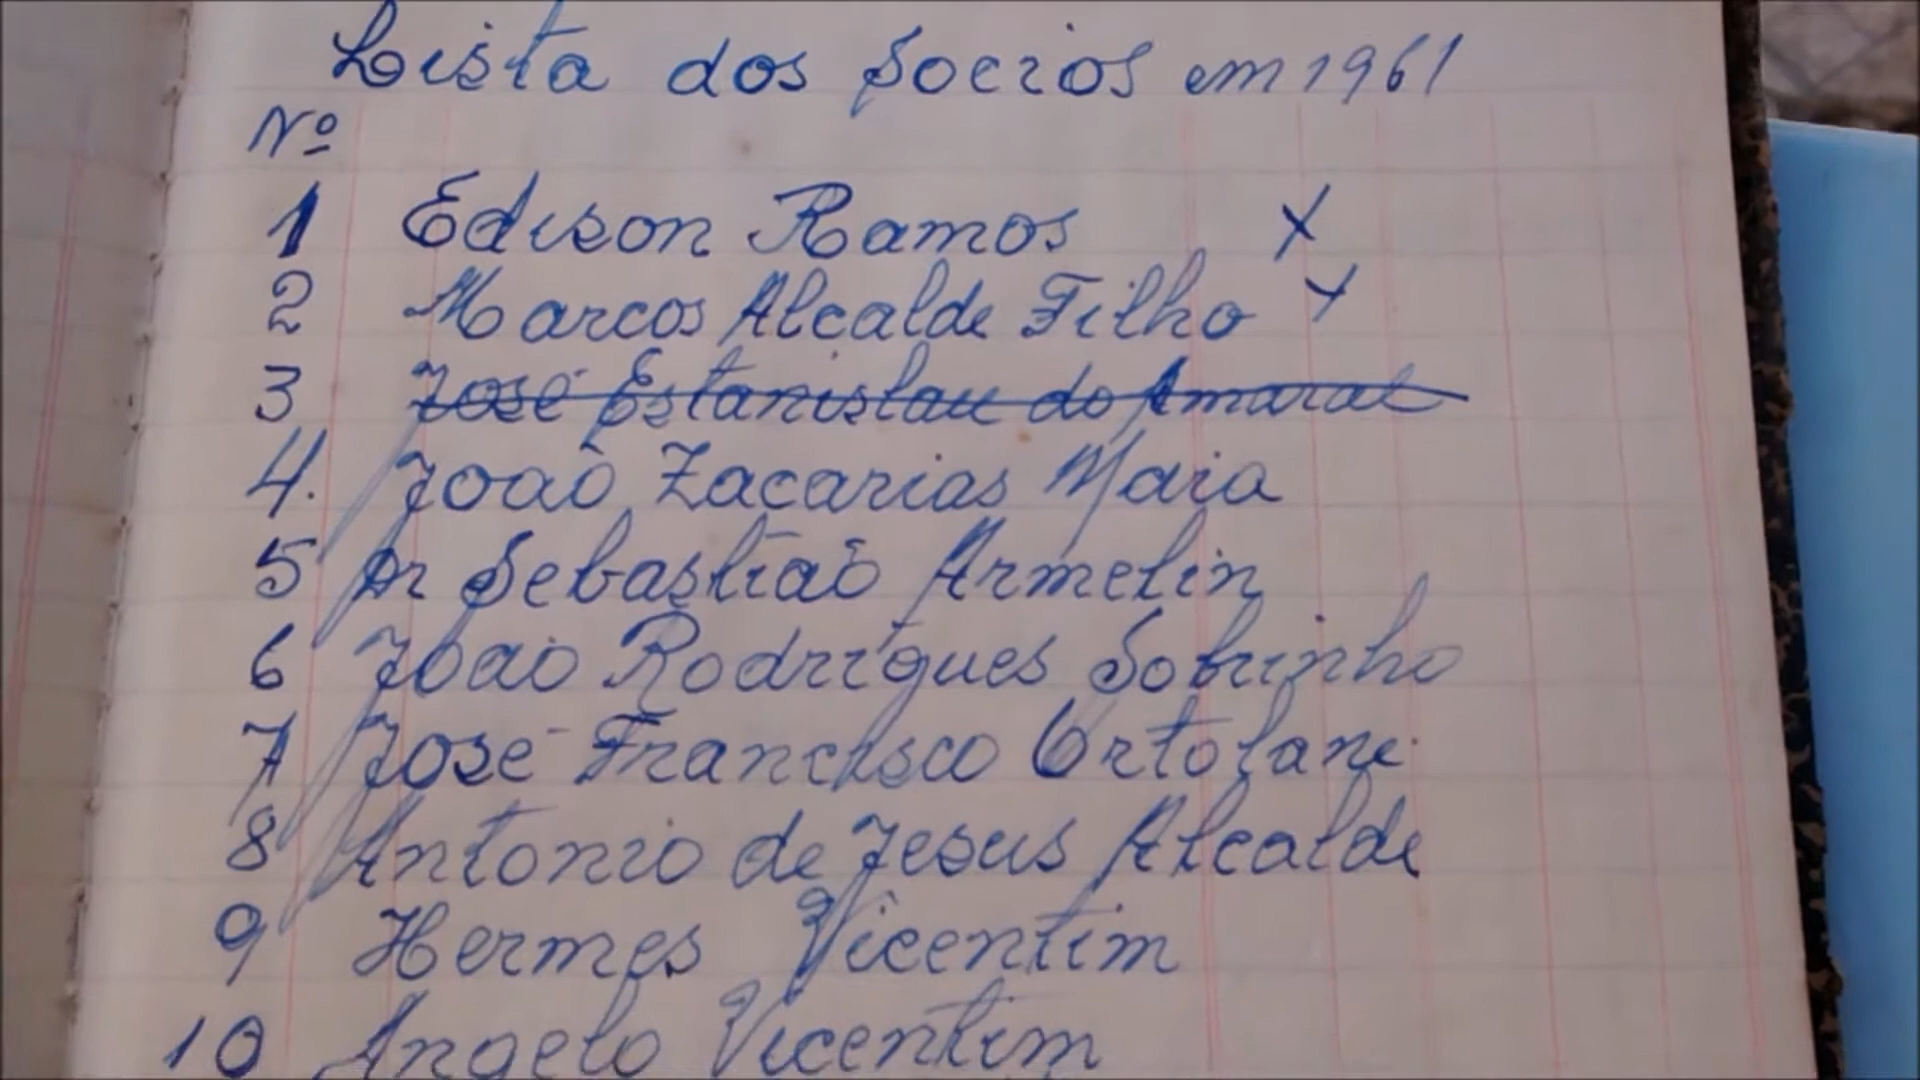 Lista dos Socios em 1961
Nº
1 Edison Ramos X
2 Marcos Alcalde Filho X
3 José Estanislau do Amaral
4. João Zacarias Maia
5 Dr Sebastião Armelin
6 João Rodrigues Sobrinho
7 José Francisco Ortolani
8 Antonio de Jesus Alcalde
9 Hermes Vicentim
10 Angelo Vicentim